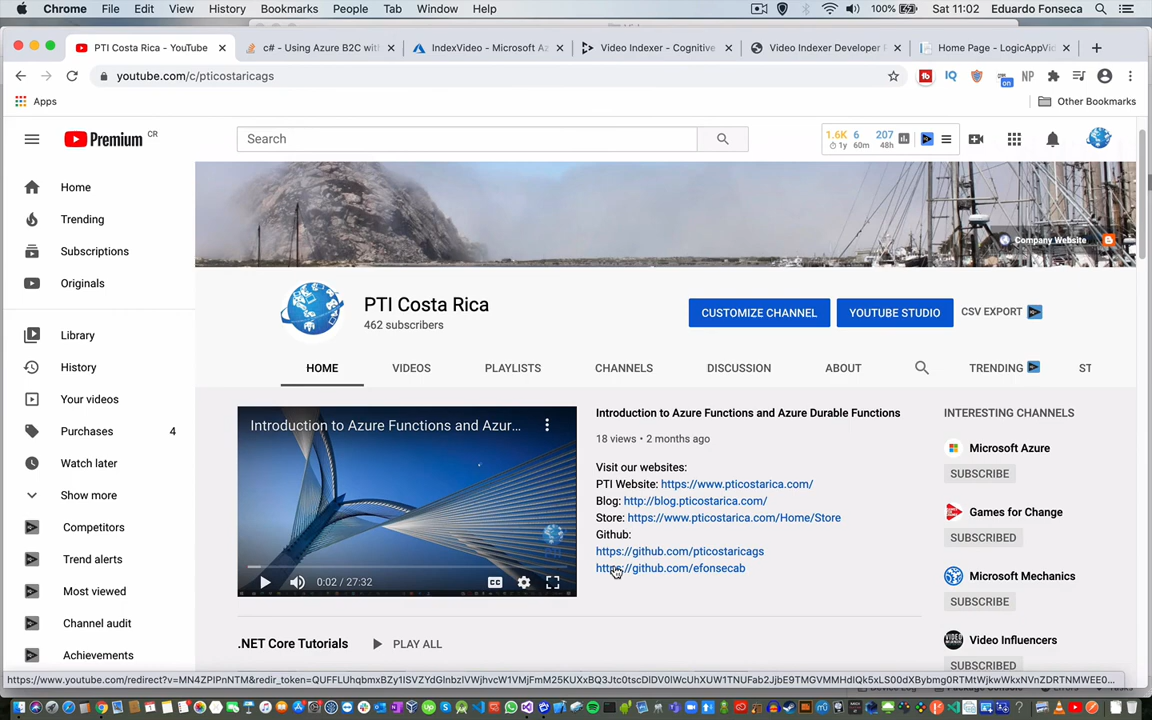 Chrome File Edit View History Bookmarks People Tab Window Help 100% Sat 11:02 Eduardo Fonseca
PTI Costa Rica - YouTube
c# - Using Azure B2C with
IndexVideo - Microsoft Az
Video Indexer - Cognitive
Video Indexer Developer P
Home Page - LogicAppVid
youtube.com/c/pticostaricags
IQ
on
NP
Apps
Other Bookmarks
Premium CR
Search
1.6K 6 207
1y 60m 48h
Home
Trending
Subscriptions
Originals
Library
History
Your videos
Purchases 4
Watch later
Show more
Competitors
Trend alerts
Most viewed
Channel audit
Achievements
Company Website
PTI Costa Rica
462 subscribers
CUSTOMIZE CHANNEL
YOUTUBE STUDIO
CSV EXPORT
HOME VIDEOS PLAYLISTS CHANNELS DISCUSSION ABOUT TRENDING ST
Introduction to Azure Functions and Azur...
0:02 / 27:32
CC
Introduction to Azure Functions and Azure Durable Functions
18 views • 2 months ago
Visit our websites:
PTI Website: https://www.pticostarica.com/
Blog: http://blog.pticostarica.com/
Store: https://www.pticostarica.com/Home/Store
Github:
https://github.com/pticostaricags
https://github.com/efonsecab
INTERESTING CHANNELS
Microsoft Azure
SUBSCRIBE
Games for Change
SUBSCRIBED
Microsoft Mechanics
SUBSCRIBE
Video Influencers
SUBSCRIBED
.NET Core Tutorials PLAY ALL